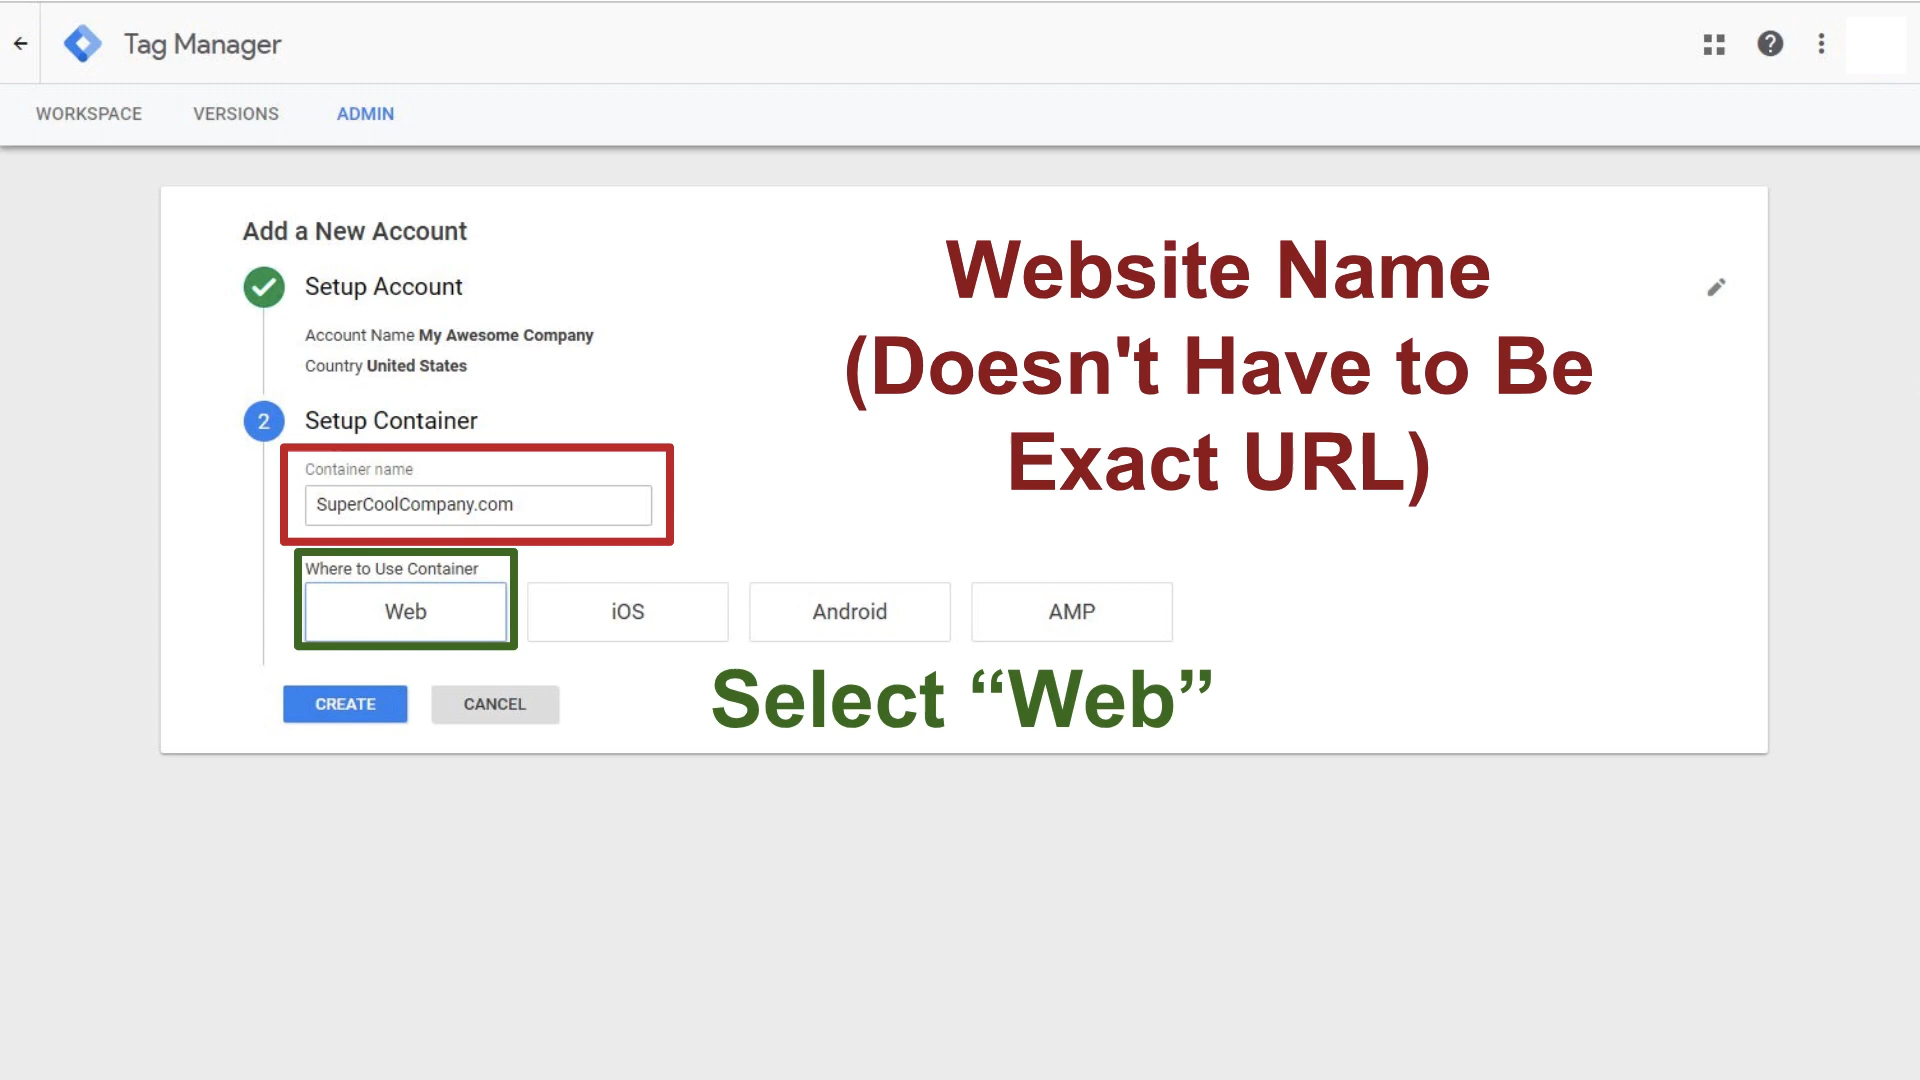 Tag Manager
WORKSPACE VERSIONS ADMIN
Add a New Account
Setup Account
Account Name My Awesome Company
Country United States
2 Setup Container
Container name
SuperCoolCompany.com
Where to Use Container
Web iOS Android AMP
CREATE CANCEL
Website Name
(Doesn't Have to Be
Exact URL)
Select “Web”